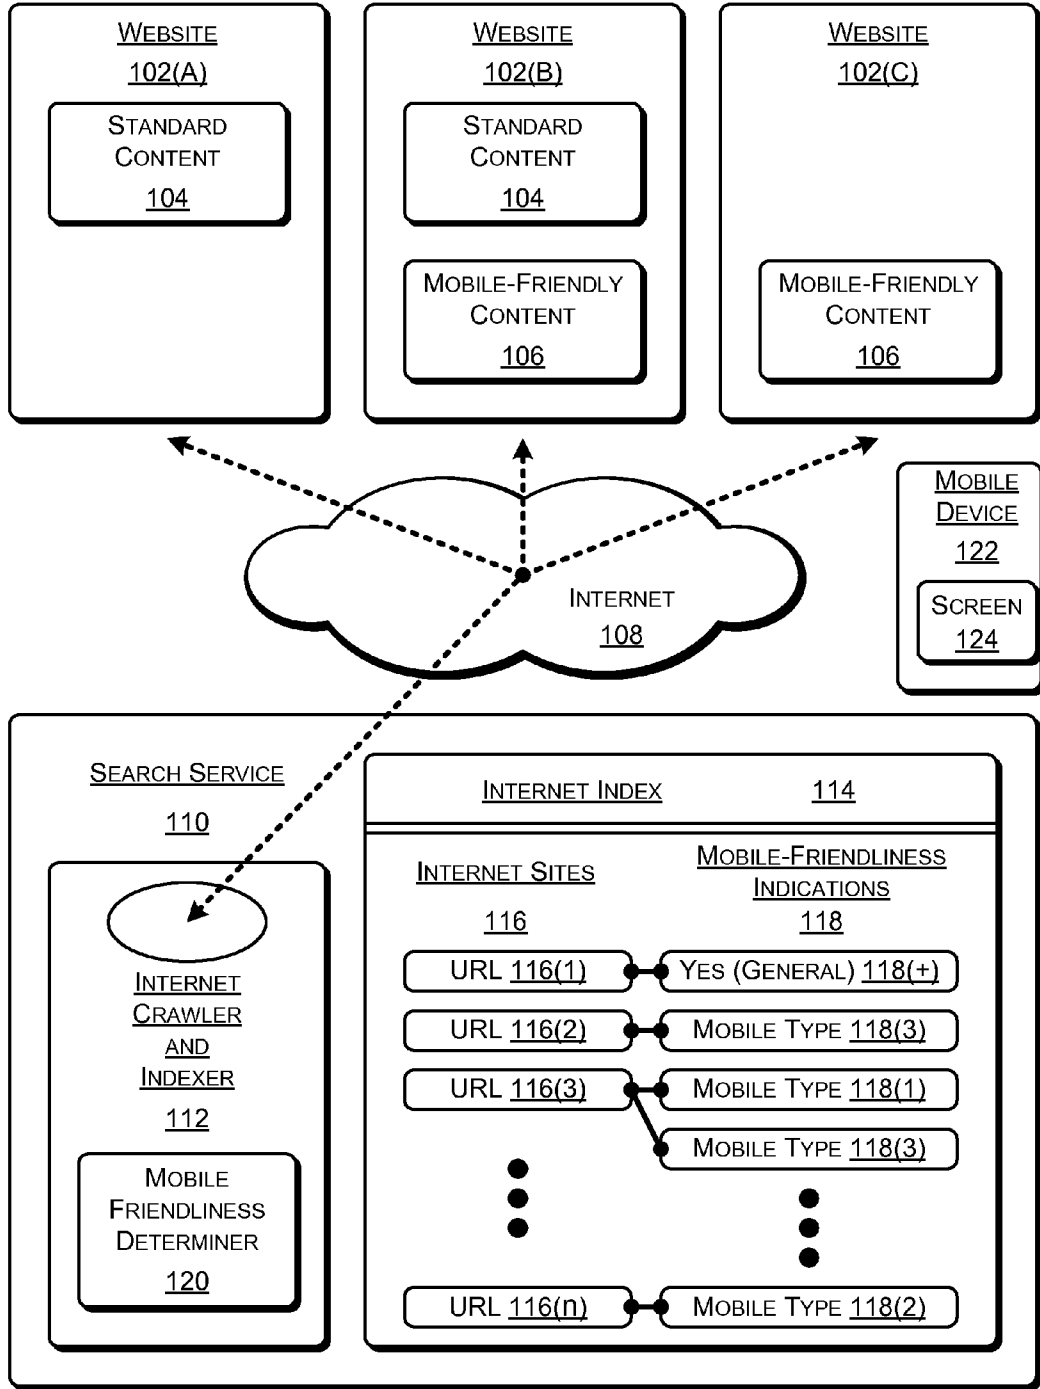 WEBSITE
102(A)
STANDARD
CONTENT
104
WEBSITE
102(B)
STANDARD
CONTENT
104
MOBILE-FRIENDLY
CONTENT
106
WEBSITE
102(C)
MOBILE-FRIENDLY
CONTENT
106
INTERNET
108
MOBILE
DEVICE
122
SCREEN
124
SEARCH SERVICE
110
INTERNET
CRAWLER
AND
INDEXER
112
MOBILE
FRIENDLINESS
DETERMINER
120
INTERNET INDEX 114
INTERNET SITES
116
MOBILE-FRIENDLINESS
INDICATIONS
118
URL 116(1) YES (GENERAL) 118(+)
URL 116(2) MOBILE TYPE 118(3)
URL 116(3) MOBILE TYPE 118(1)
MOBILE TYPE 118(3)
URL 116(n) MOBILE TYPE 118(2)